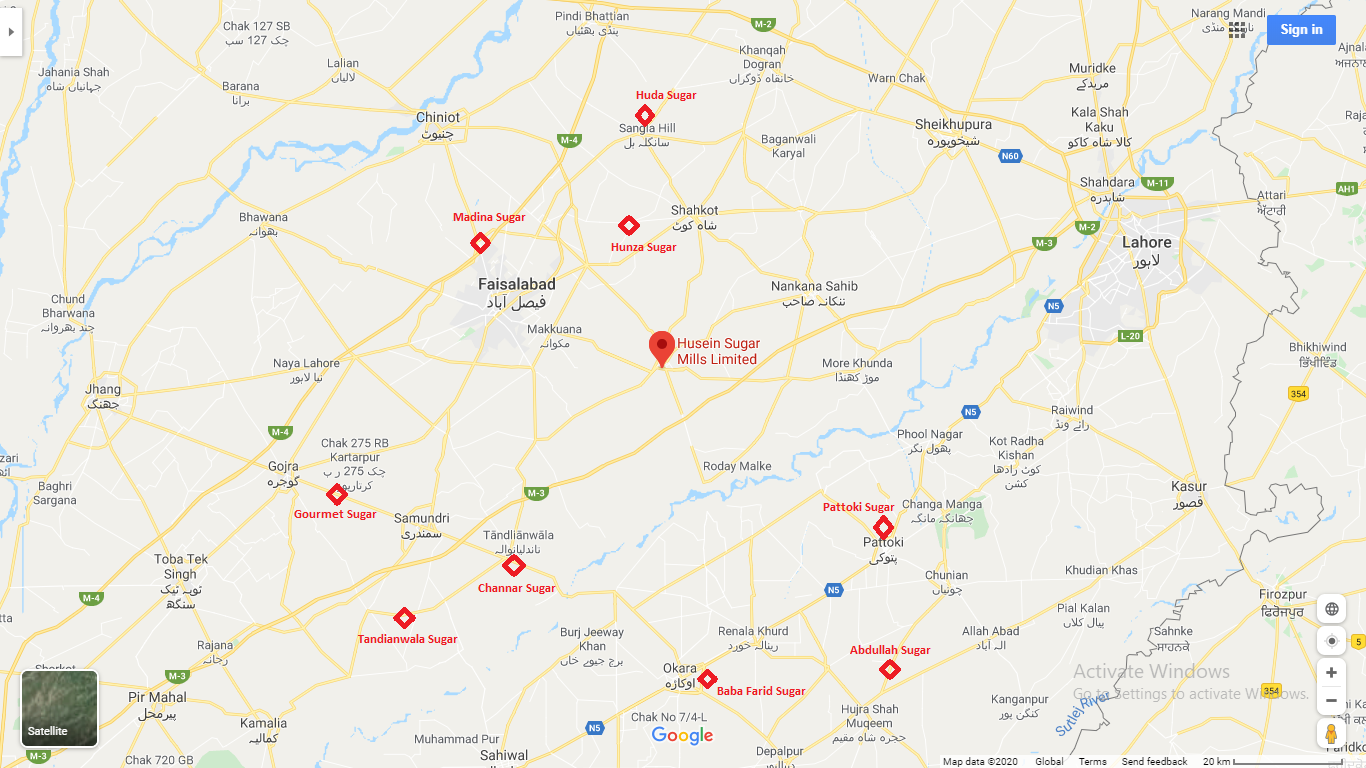 Pindi Bhattian
پنڈی بھٹیاں
M-2
Narang Mandi
Sign in
Chak 127 SB
چک 127 سب
Khanqah
Dogran
خانقاہ ڈوگراں
Lalian
لالیاں
Jahania Shah
جہانیاں شاہ
Barana
برانا
Warn Chak
Muridke
مریدکے
Huda Sugar
Chiniot
چنیوٹ
Sangla Hill
سانگلہ ہل
M-4
Baganwali
Karyal
Sheikhupura
شیخوپورہ
Kala Shah
Kaku
کالا شاہ کاکو
N60
Shahdara
شاہدرہ
M-11
AH1
Attari
ਅੱਟਾਰੀ
Bhawana
بھوانہ
Madina Sugar
Shahkot
شاہ کوٹ
Hunza Sugar
M-2
M-3
Lahore
لاہور
Faisalabad
فیصل آباد
Nankana Sahib
ننکانہ صاحب
Chund
Bharwana
چند بھروانہ
N5
Makkuana
مکوانہ
L-20
Husein Sugar
Mills Limited
Bhikhiwind
ਭਿੱਖੀਵਿੰਡ
Naya Lahore
نیا لاہور
More Khunda
موڑ کھنڈا
Jhang
جھنگ
354
N5
Raiwind
رائے ونڈ
M-4
Chak 275 RB
Kartarpur
چک 275 ر ب
کرتارپور
Phool Nagar
پھول نگر
Kot Radha
Kishan
کوٹ رادھا
کشن
Gojra
گوجرہ
Roday Malke
Baghri
Sargana
M-3
Kasur
قصور
Gourmet Sugar
Pattoki Sugar
Changa Manga
چھانگہ مانگہ
Samundri
سمندری
Tāndliānwāla
تاندلیانوالہ
Pattoki
پتوکی
Toba Tek
Singh
ٹوبہ ٹیک
سنگھ
Channar Sugar
Chunian
چونیاں
Khudian Khas
N5
M-4
Firozpur
ਫਿਰੋਜ਼ਪੁਰ
Pial Kalan
پیال کلاں
Tandianwala Sugar
Burj Jeeway
Khan
برج جیوے خاں
Renala Khurd
رینالہ خورد
Allah Abad
الہ آباد
Sahnke
ਸਾਹਨਕੇ
5
Rajana
رجانہ
Abdullah Sugar
Shorkot
M-3
Okara
اوکاڑہ
Activate Windows
Go to Settings to activate Windows.
Baba Farid Sugar
354
Pir Mahal
پیرمحل
Kanganpur
کنگن پور
Sutlej River
Hujra Shah
Muqeem
حجرہ شاہ مقیم
Kamalia
کمالیہ
Chak No 7/4-L
N5
Satellite
Google
Muhammad Pur
M-3
Chak 720 GB
Sahiwal
Depalpur
Map data ©2020 Global Terms Send feedback 20 km